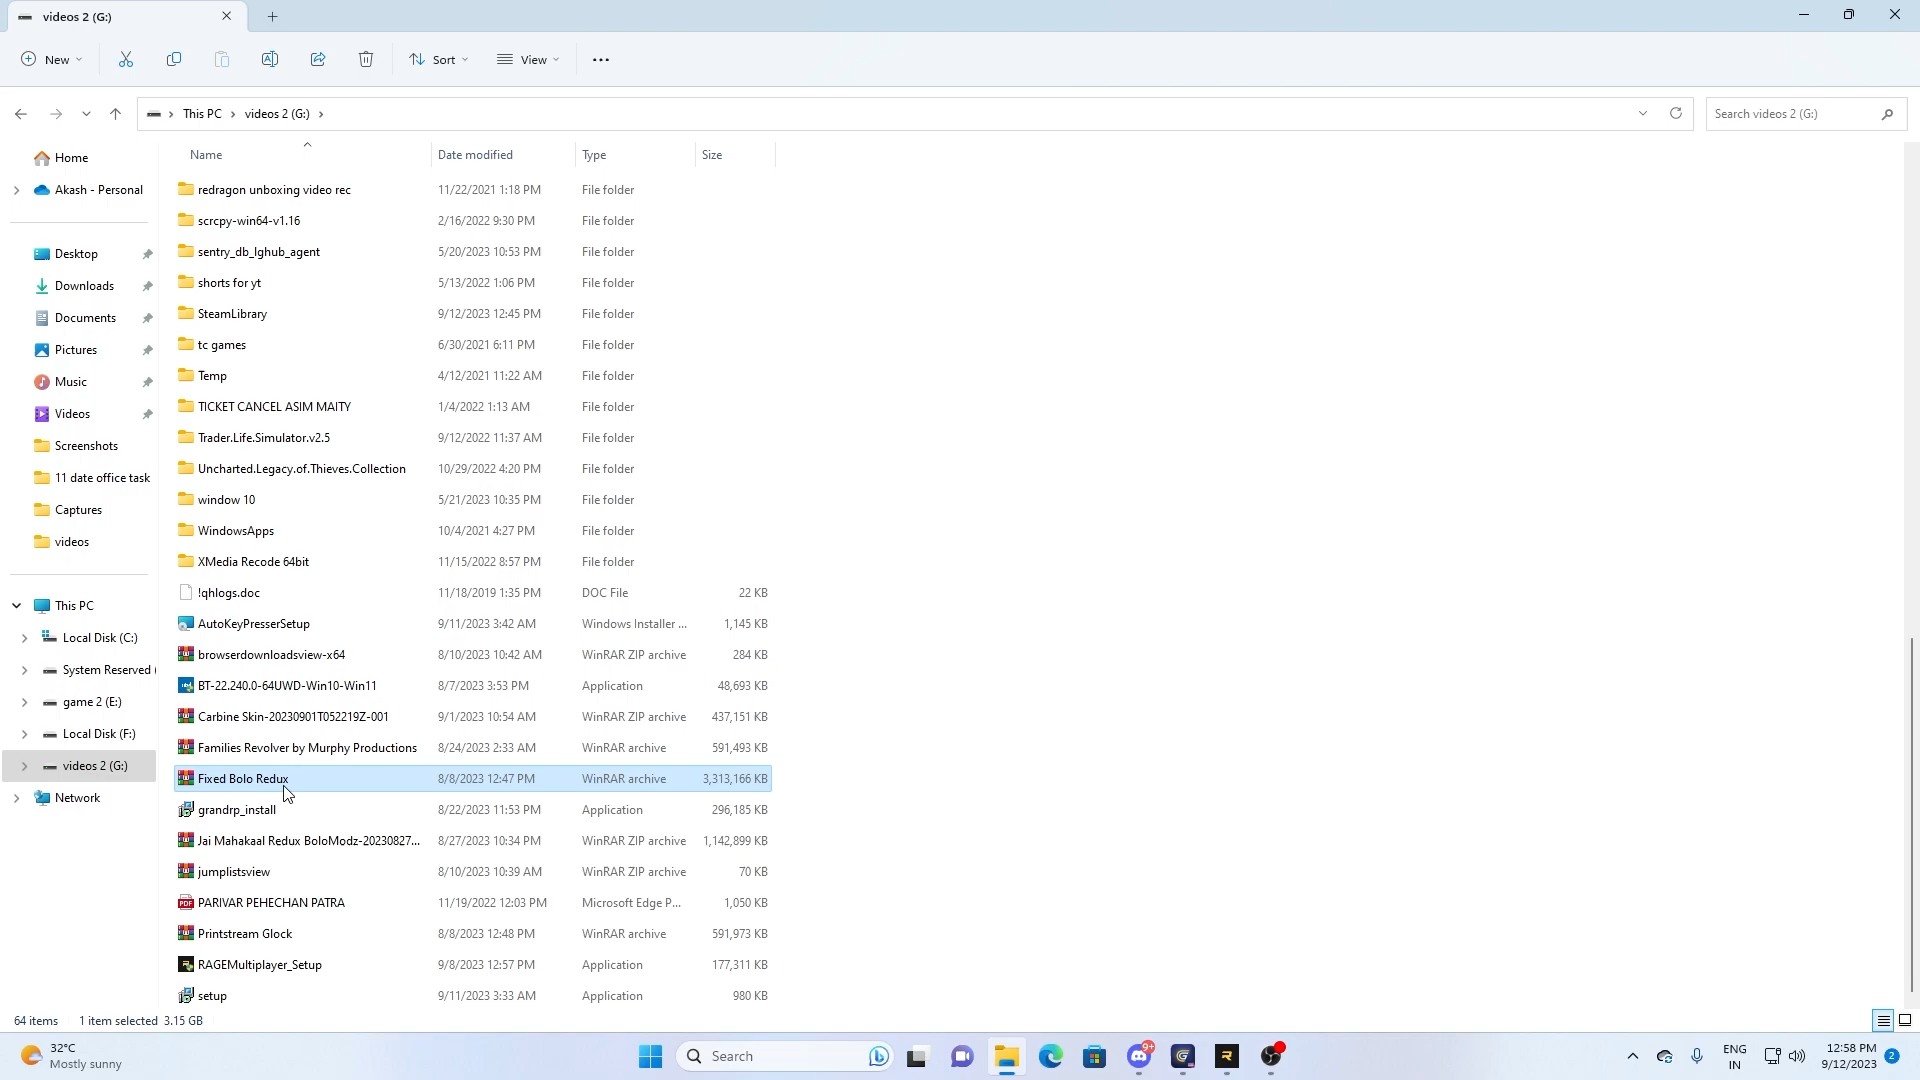 videos 2 (G:)
New
Sort
View
This PC
videos 2 (G:)
Search videos 2 (G:)
Name Date modified Type Size
Home
Akash - Personal
Desktop
Downloads
Documents
Pictures
Music
Videos
Screenshots
11 date office task
Captures
videos
This PC
Local Disk (C:)
System Reserved (
game 2 (E:)
Local Disk (F:)
videos 2 (G:)
Network
redragon unboxing video rec 11/22/2021 1:18 PM File folder
scrcpy-win64-v1.16 2/16/2022 9:30 PM File folder
sentry_db_lghub_agent 5/20/2023 10:53 PM File folder
shorts for yt 5/13/2022 1:06 PM File folder
SteamLibrary 9/12/2023 12:45 PM File folder
tc games 6/30/2021 6:11 PM File folder
Temp 4/12/2021 11:22 AM File folder
TICKET CANCEL ASIM MAITY 1/4/2022 1:13 AM File folder
Trader.Life.Simulator.v2.5 9/12/2022 11:37 AM File folder
Uncharted.Legacy.of.Thieves.Collection 10/29/2022 4:20 PM File folder
window 10 5/21/2023 10:35 PM File folder
WindowsApps 10/4/2021 4:27 PM File folder
XMedia Recode 64bit 11/15/2022 8:57 PM File folder
!qhlogs.doc 11/18/2019 1:35 PM DOC File 22 KB
AutoKeyPresserSetup 9/11/2023 3:42 AM Windows Installer ... 1,145 KB
browserdownloadsview-x64 8/10/2023 10:42 AM WinRAR ZIP archive 284 KB
BT-22.240.0-64UWD-Win10-Win11 8/7/2023 3:53 PM Application 48,693 KB
Carbine Skin-20230901T052219Z-001 9/1/2023 10:54 AM WinRAR ZIP archive 437,151 KB
Families Revolver by Murphy Productions 8/24/2023 2:33 AM WinRAR archive 591,493 KB
Fixed Bolo Redux 8/8/2023 12:47 PM WinRAR archive 3,313,166 KB
grandrp_install 8/22/2023 11:53 PM Application 296,185 KB
Jai Mahakaal Redux BoloModz-20230827... 8/27/2023 10:34 PM WinRAR ZIP archive 1,142,899 KB
jumplistsview 8/10/2023 10:39 AM WinRAR ZIP archive 70 KB
PARIVAR PEHECHAN PATRA 11/19/2022 12:03 PM Microsoft Edge P... 1,050 KB
Printstream Glock 8/8/2023 12:48 PM WinRAR archive 591,973 KB
RAGEMultiplayer_Setup 9/8/2023 12:57 PM Application 177,311 KB
setup 9/11/2023 3:33 AM Application 980 KB
64 items 1 item selected 3.15 GB
32°C
Mostly sunny
Search
9+
ENG
IN
12:58 PM
9/12/2023
2